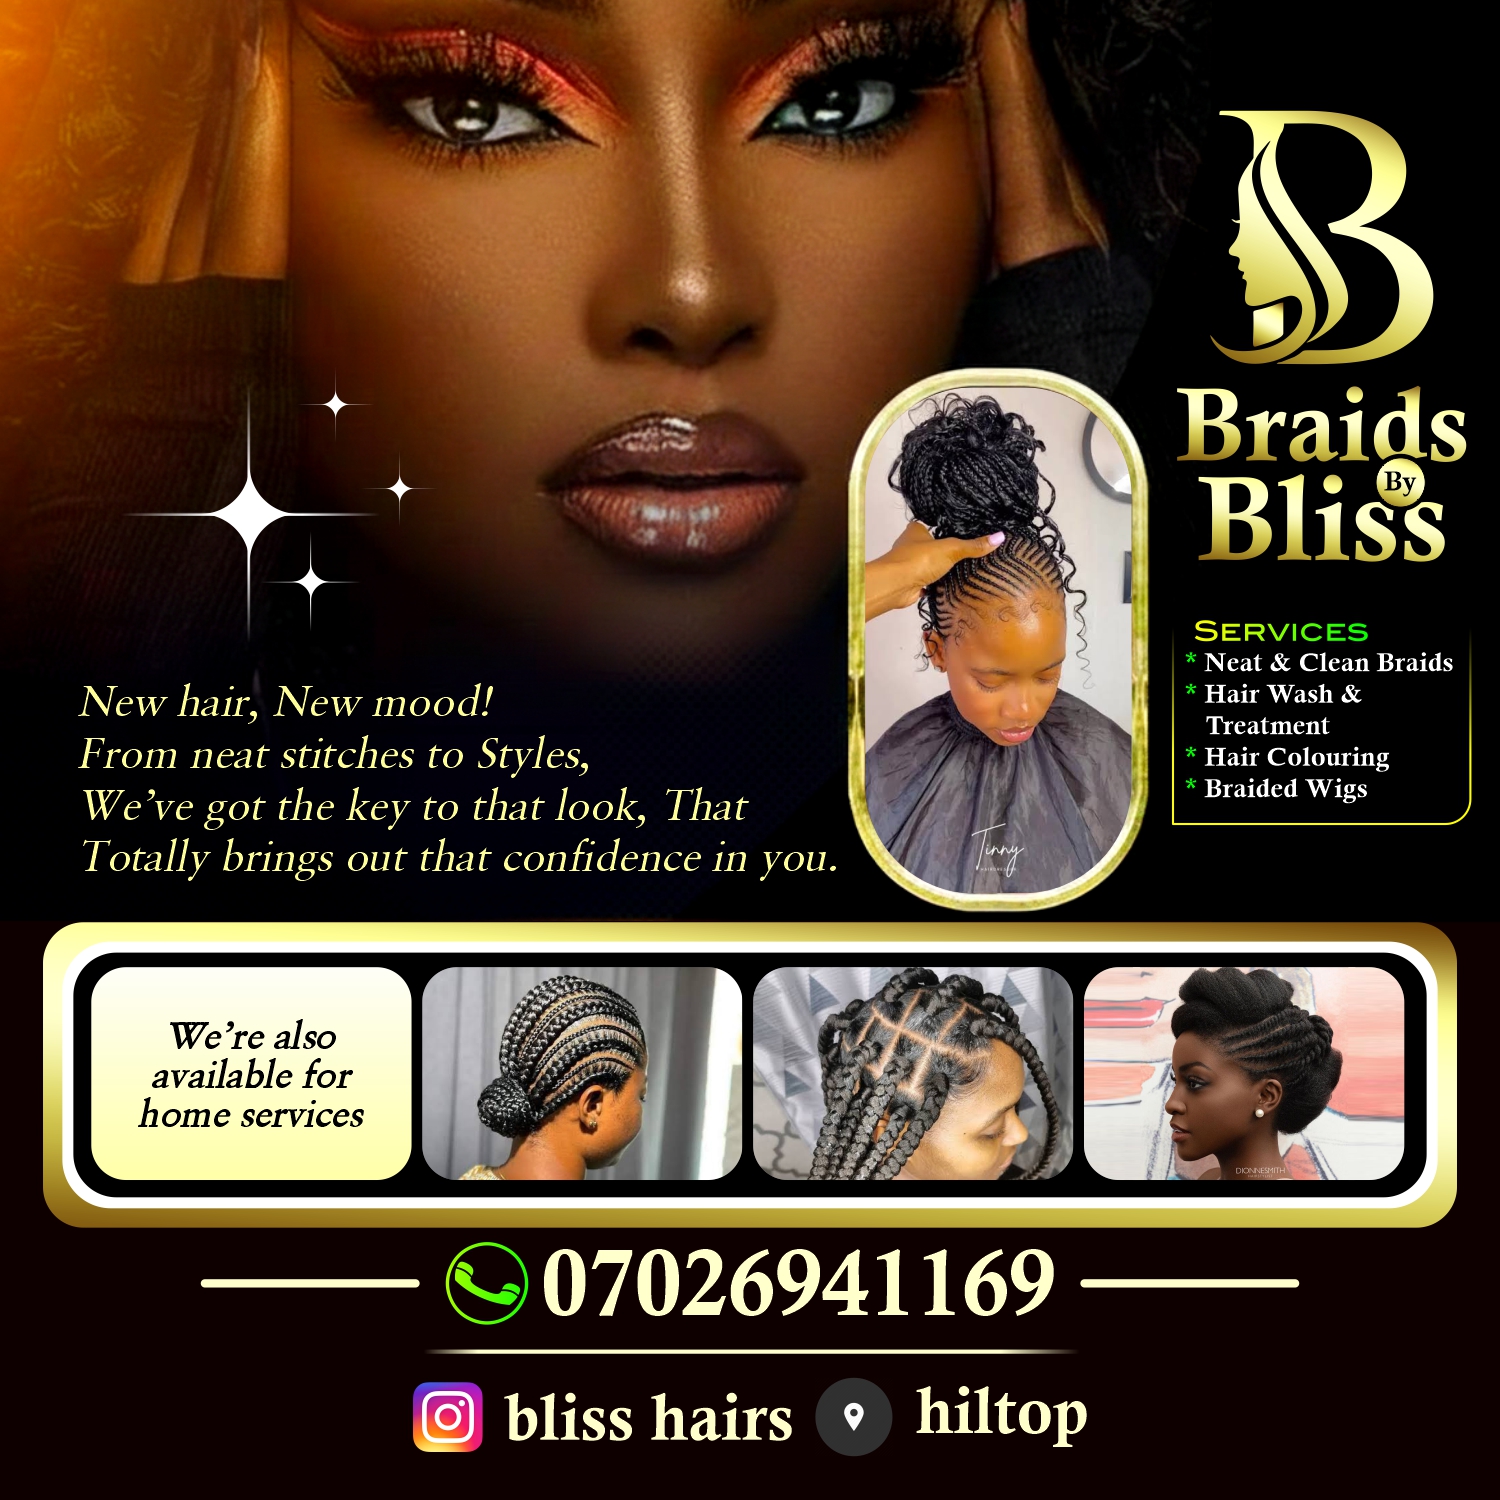 B
Braids
By
Bliss
SERVICES
* Neat & Clean Braids
* Hair Wash &
Treatment
* Hair Colouring
* Braided Wigs
New hair, New mood!
From neat stitches to Styles,
We've got the key to that look, That
Totally brings out that confidence in you.
Tinny
We're also
available for
home services
DIONNESMITH
07026941169
bliss hairs
hiltop